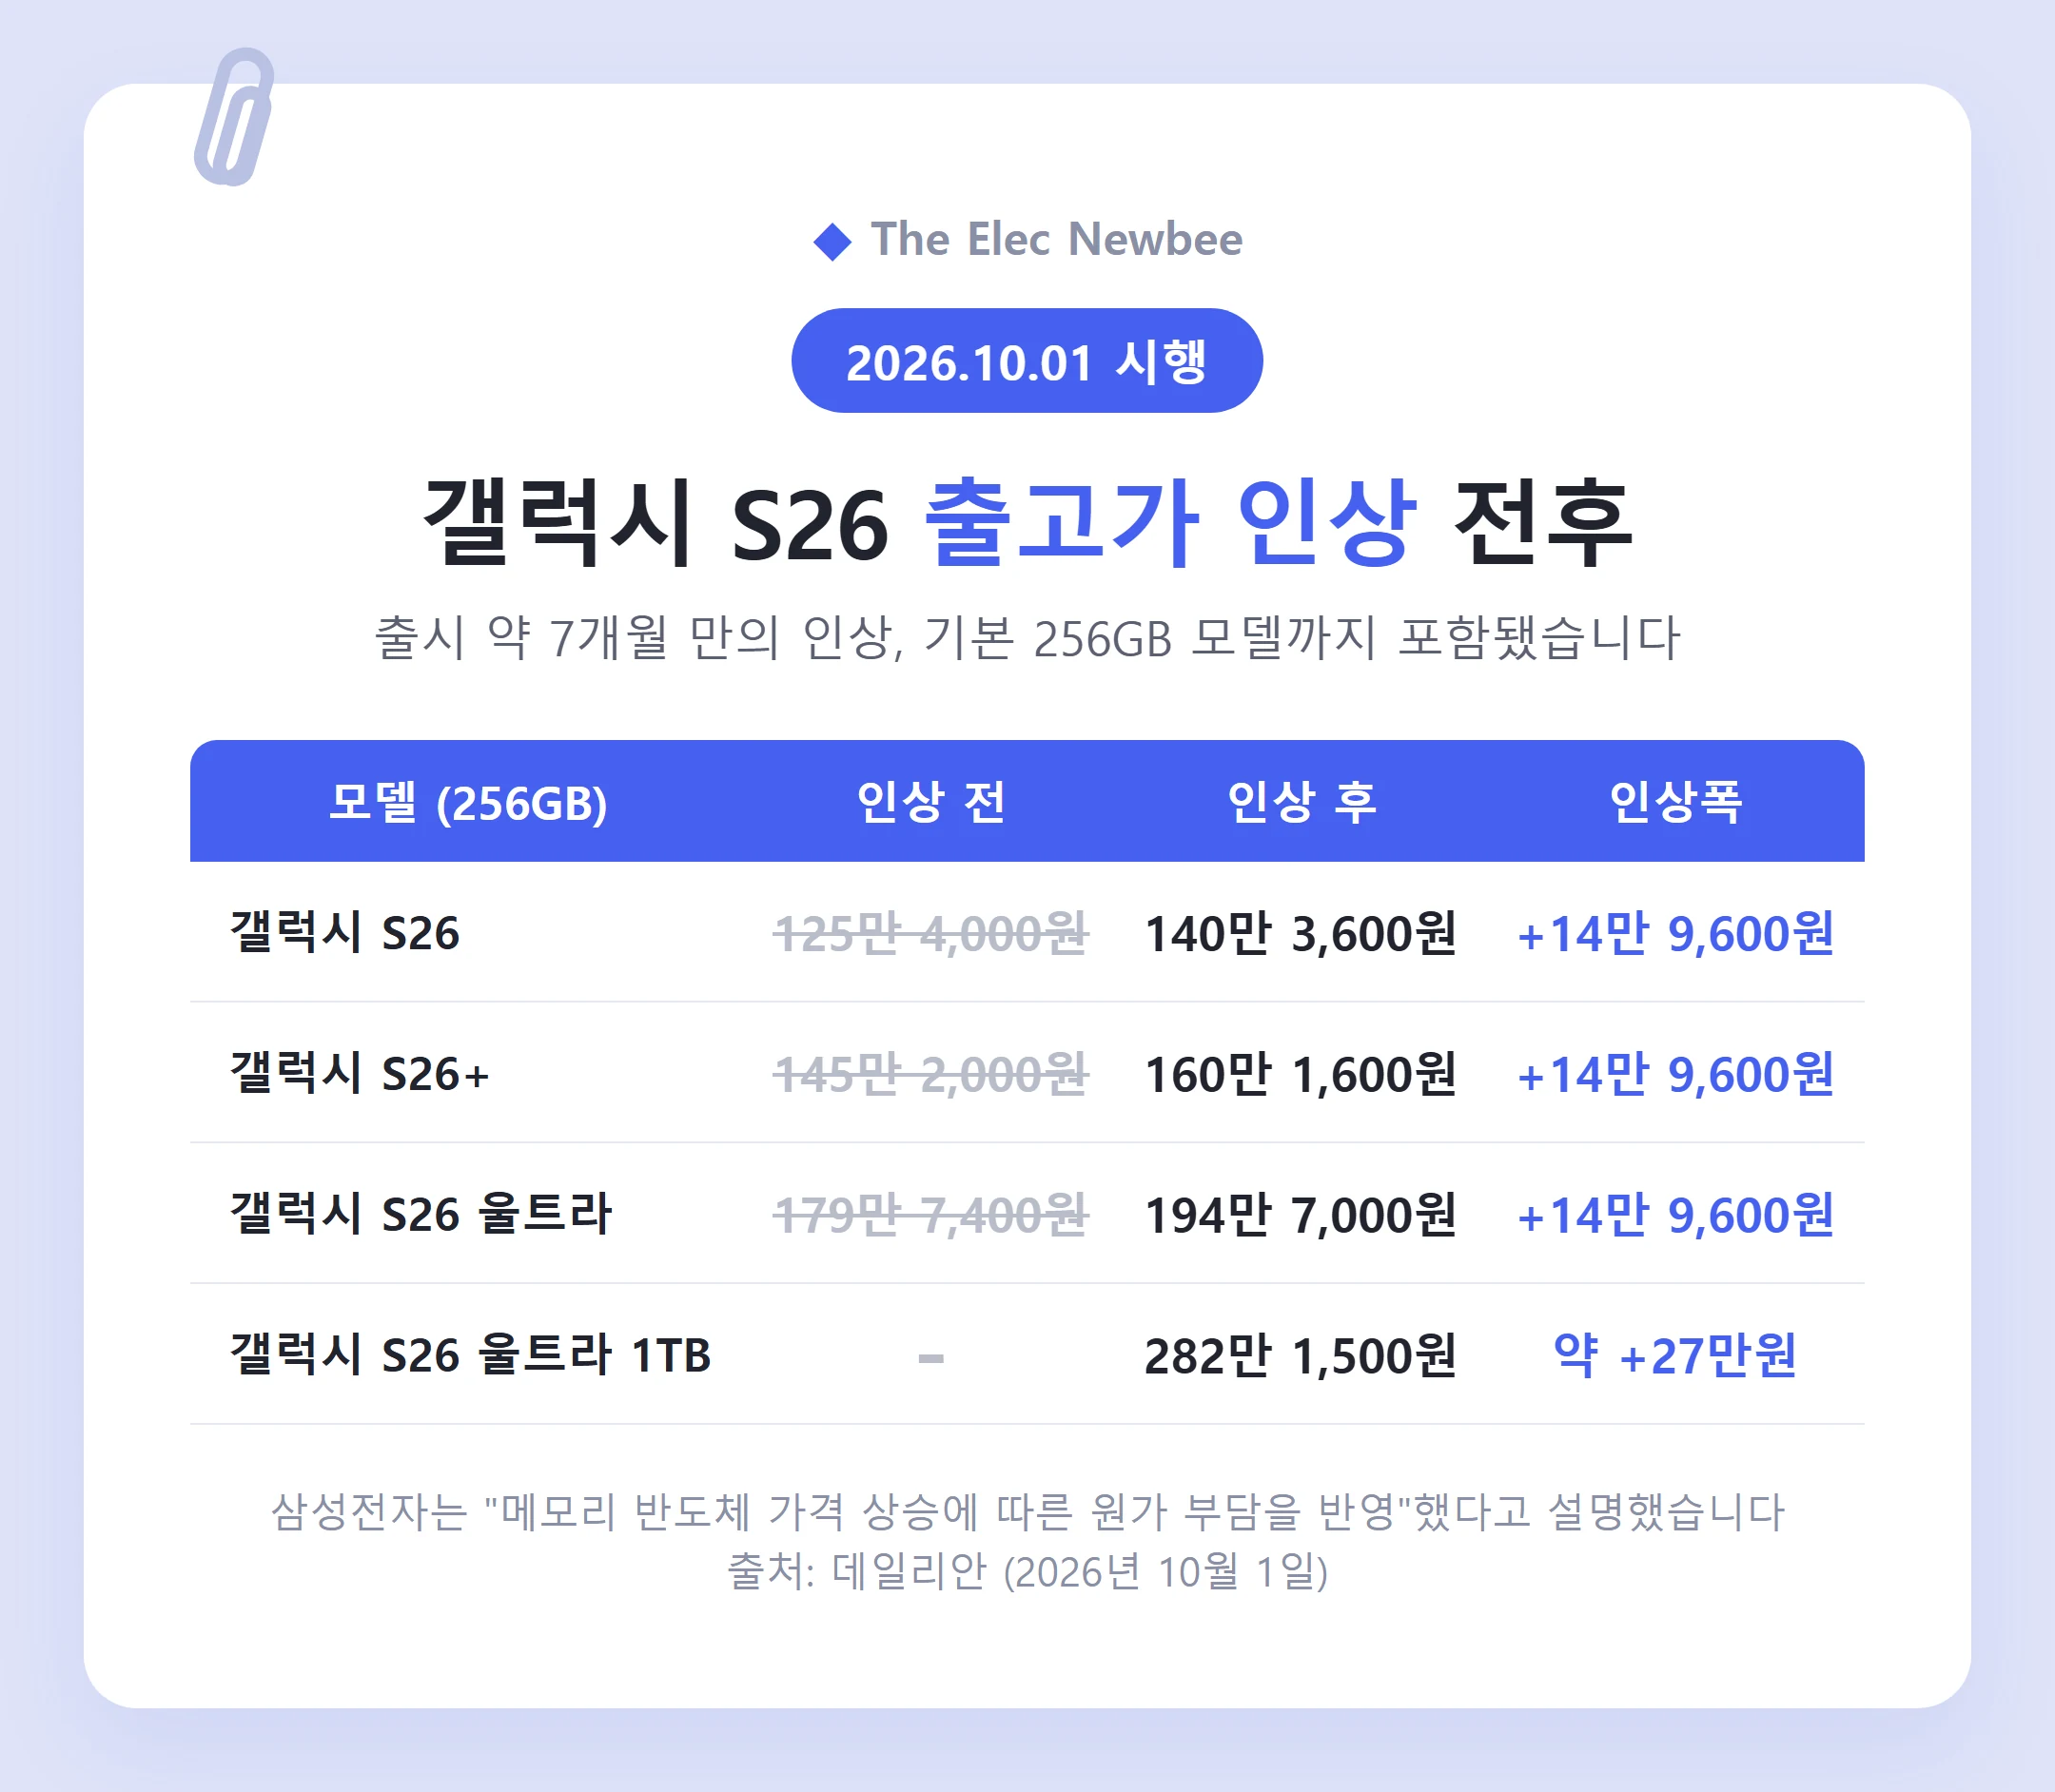 The Elec Newbee
2026.10.01 시행
갤럭시 S26 출고가 인상 전후
출시 약 7개월 만의 인상, 기본 256GB 모델까지 포함됐습니다
모델 (256GB) 인상 전 인상 후 인상폭
갤럭시 S26 125만 4,000원 140만 3,600원 +14만 9,600원
갤럭시 S26+ 145만 2,000원 160만 1,600원 +14만 9,600원
갤럭시 S26 울트라 179만 7,400원 194만 7,000원 +14만 9,600원
갤럭시 S26 울트라 1TB - 282만 1,500원 약 +27만원
삼성전자는 "메모리 반도체 가격 상승에 따른 원가 부담을 반영"했다고 설명했습니다
출처: 데일리안 (2026년 10월 1일)